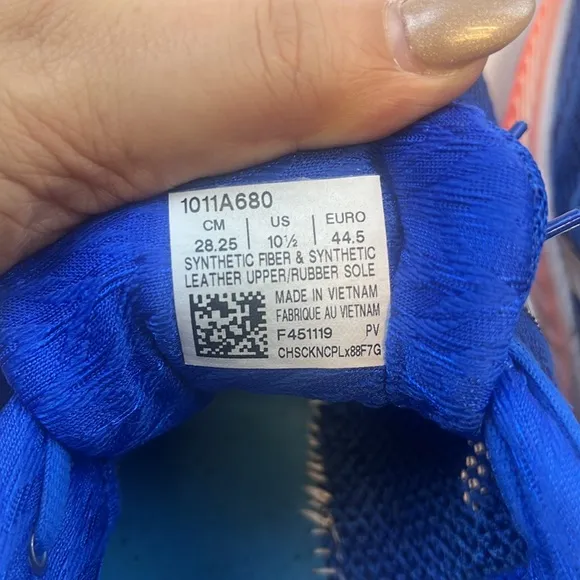 1011A680
CM US EURO
28.25 10½ 44.5
SYNTHETIC FIBER & SYNTHETIC
LEATHER UPPER/RUBBER SOLE
MADE IN VIETNAM
FABRIQUE AU VIETNAM
F451119 PV
CHSCKNCPLx88F7G